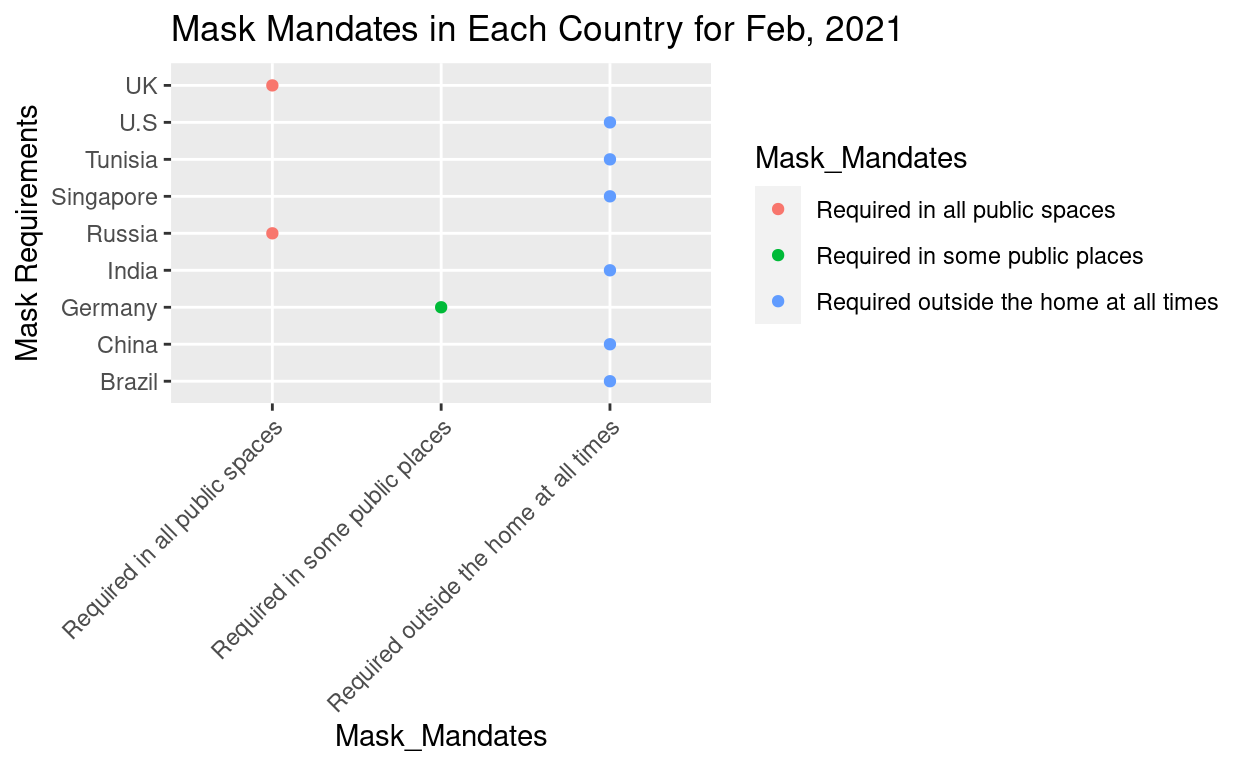 Mask Mandates in Each Country for Feb, 2021
Mask Requirements
UK
U.S
Tunisia
Singapore
Russia
India
Germany
China
Brazil
Required in all public spaces
Required in some public places
Required outside the home at all times
Mask_Mandates
Mask_Mandates
Required in all public spaces
Required in some public places
Required outside the home at all times